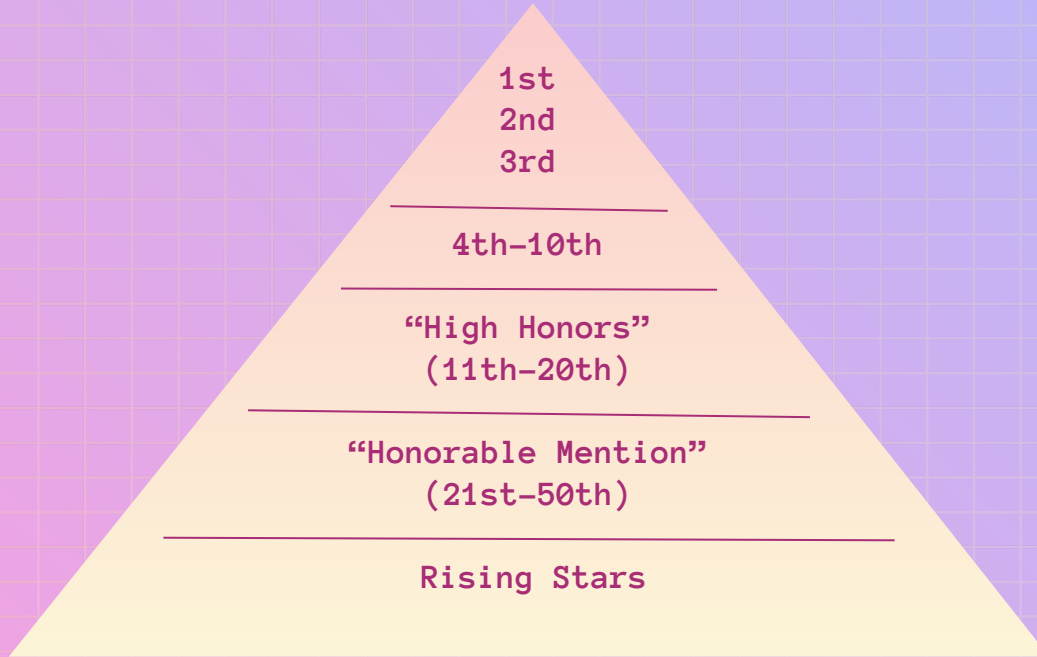 1st
2nd
3rd
4th–10th
“High Honors”
(11th–20th)
“Honorable Mention”
(21st–50th)
Rising Stars